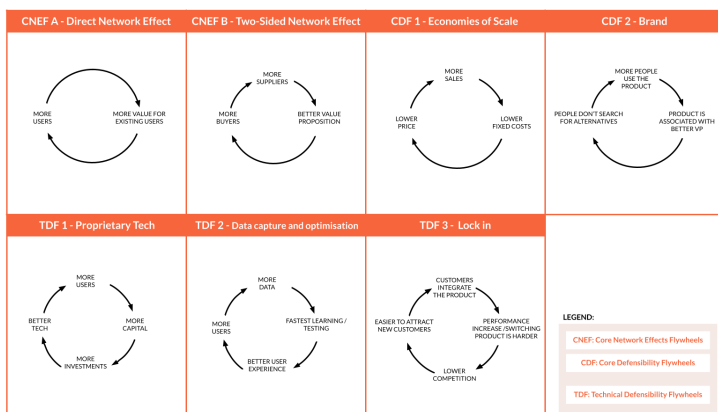 CNEF A - Direct Network Effect
MORE
USERS
MORE VALUE FOR
EXISTING USERS
CNEF B - Two-Sided Network Effect
MORE
SUPPLIERS
MORE
BUYERS
BETTER VALUE
PROPOSITION
CDF 1 - Economies of Scale
MORE
SALES
LOWER
PRICE
LOWER
FIXED COSTS
CDF 2 - Brand
MORE PEOPLE
USE THE
PRODUCT
PEOPLE DON'T SEARCH
FOR ALTERNATIVES
PRODUCT IS
ASSOCIATED WITH
BETTER VP
TDF 1 - Proprietary Tech
MORE
USERS
BETTER
TECH
MORE
CAPITAL
MORE
INVESTMENTS
TDF 2 - Data capture and optimisation
MORE
DATA
MORE
USERS
FASTEST LEARNING /
TESTING
BETTER USER
EXPERIENCE
TDF 3 - Lock in
CUSTOMERS
INTEGRATE
THE PRODUCT
EASIER TO ATTRACT
NEW CUSTOMERS
PERFORMANCE
INCREASE /SWITCHING
PRODUCT IS HARDER
LOWER
COMPETITION
LEGEND:
CNEF: Core Network Effects Flywheels
CDF: Core Defensibility Flywheels
TDF: Technical Defensibility Flywheels